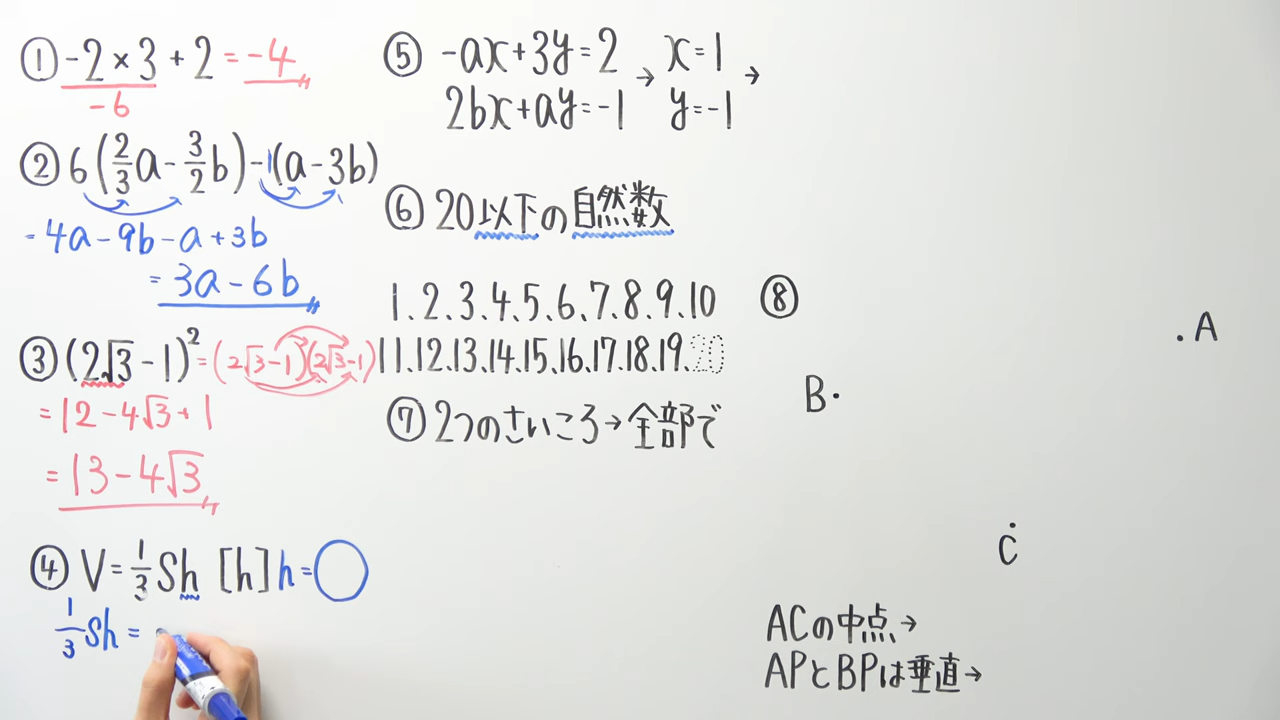 ① -2×3+2=-4
-6
② 6(2/3a-3/2b)-1(a-3b)
=4a-9b-a+3b
=3a-6b
③ (2√3-1)²=(2√3-1)(2√3-1)
=12-4√3+1
=13-4√3
④ V=1/3Sh [h] h=○
1/3Sh=
⑤ -ax+3y=2 → x=1 →
2bx+ay=-1 y=-1
⑥ 20以下の自然数
1.2.3.4.5.6.7.8.9.10
11.12.13.14.15.16.17.18.19.20
⑦ 2つのさいころ→全部で
⑧
A
B
C
ACの中点→
APとBPは垂直→